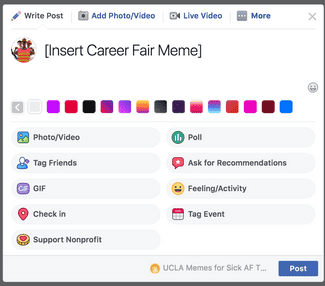 Write Post
Add Photo/Video
Live Video
More
[Insert Career Fair Meme]
Photo/Video
Poll
Tag Friends
Ask for Recommendations
GIF
GIF
Feeling/Activity
Check in
Tag Event
Support Nonprofit
UCLA Memes for Sick AF T...
Post